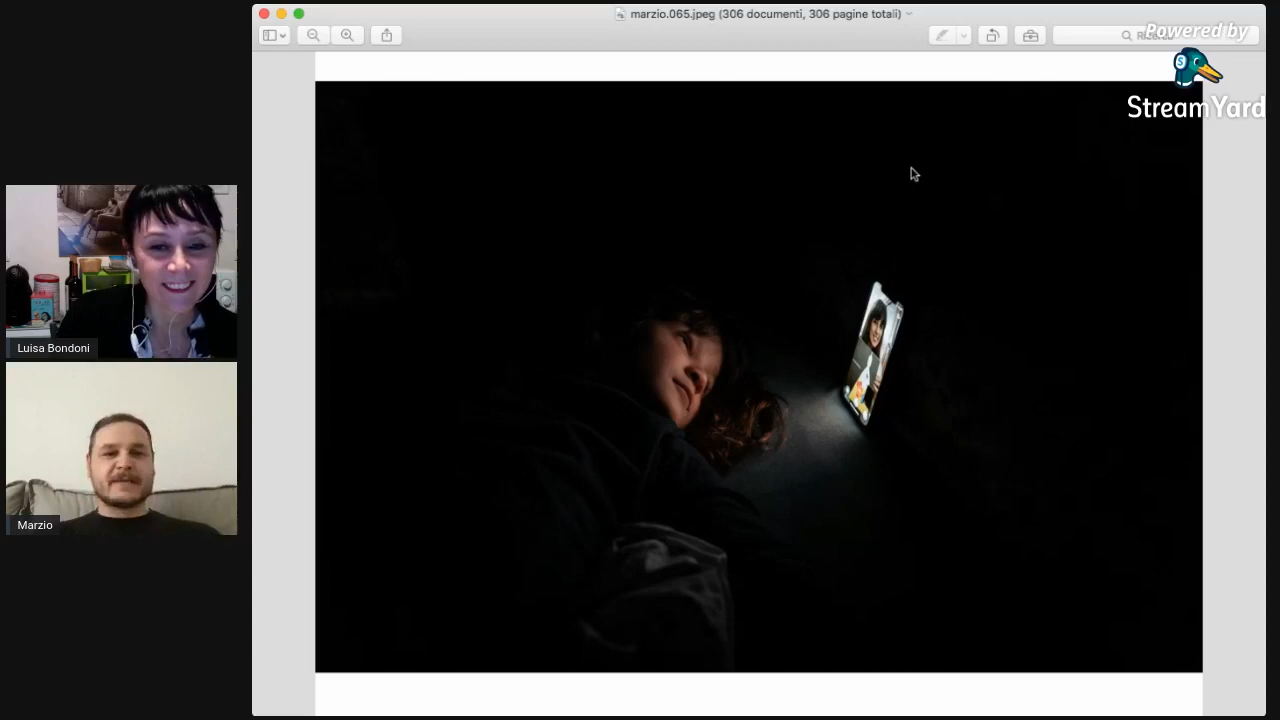 marzio.065.jpeg (306 documenti, 306 pagine totali)
Powered by
StreamYard
Luisa Bondoni
Marzio